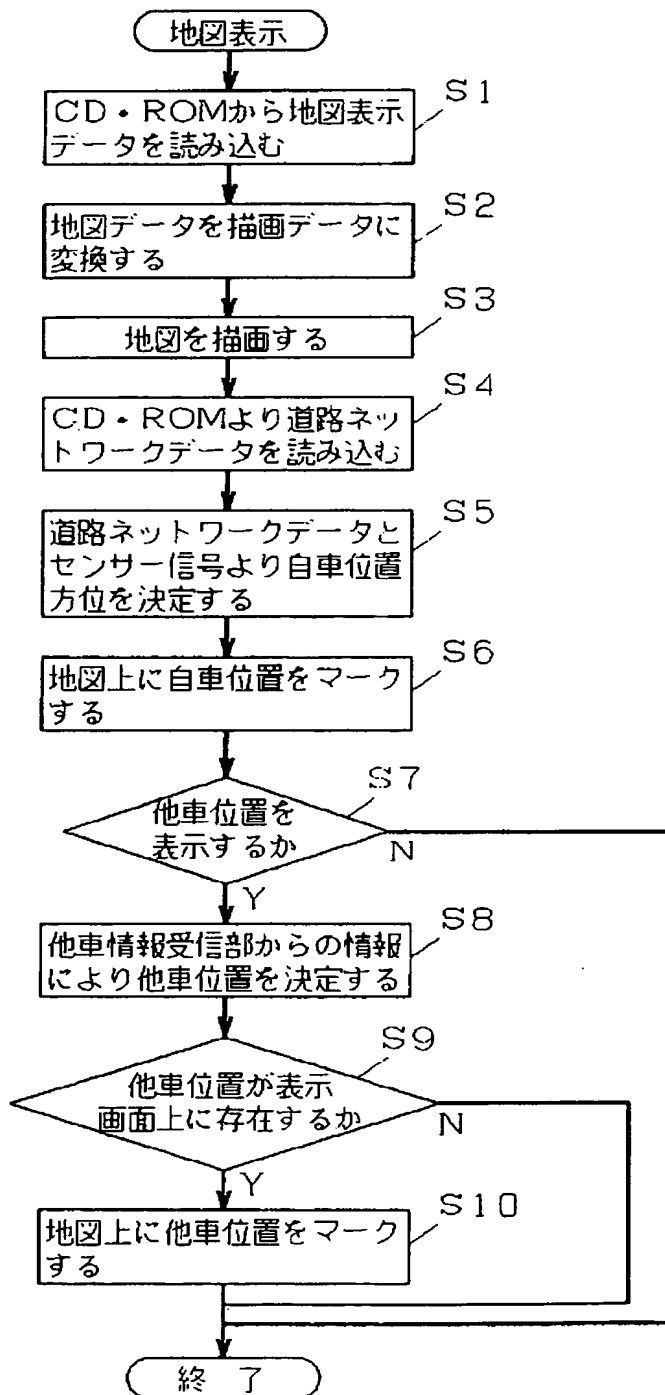 地図表示
S1
CD・ROMから地図表示
データを読み込む
S2
地図データを描画データに
変換する
S3
地図を描画する
S4
CD・ROMより道路ネッ
トワークデータを読み込む
S5
道路ネットワークデータと
センサー信号より自車位置
方位を決定する
S6
地図上に自車位置をマーク
する
S7
他車位置を
表示するか
N
Y
S8
他車情報受信部からの情報
により他車位置を決定する
S9
他車位置が表示
画面上に存在するか
N
Y
S10
地図上に他車位置をマーク
する
終 了